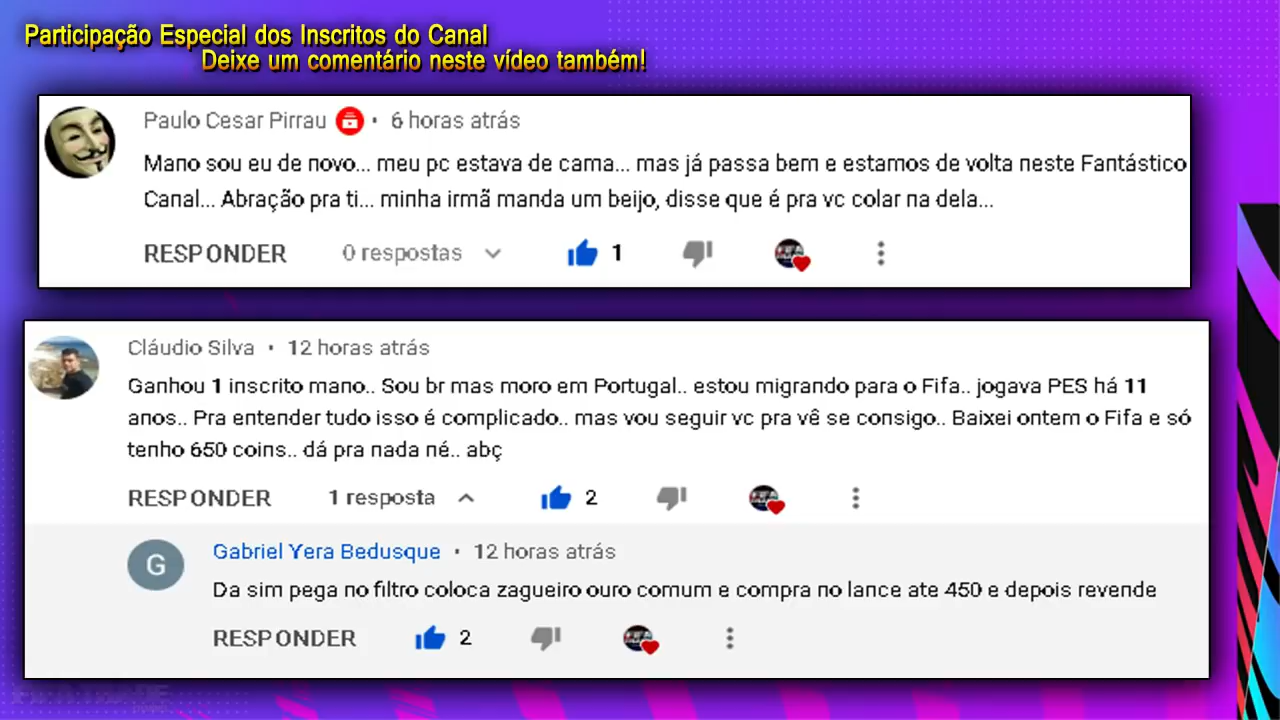 Participação Especial dos Inscritos do Canal
Deixe um comentário neste vídeo também!
Paulo Cesar Pirrau • 6 horas atrás
Mano sou eu de novo... meu pc estava de cama... mas já passa bem e estamos de volta neste Fantástico
Canal... Abração pra ti... minha irmã manda um beijo, disse que é pra vc colar na dela...
RESPONDER 0 respostas 1
Cláudio Silva • 12 horas atrás
Ganhou 1 inscrito mano.. Sou br mas moro em Portugal.. estou migrando para o Fifa.. jogava PES há 11
anos.. Pra entender tudo isso é complicado.. mas vou seguir vc pra vê se consigo.. Baixei ontem o Fifa e só
tenho 650 coins.. dá pra nada né.. abç
RESPONDER 1 resposta 2
G
Gabriel Yera Bedusque • 12 horas atrás
Da sim pega no filtro coloca zagueiro ouro comum e compra no lance ate 450 e depois revende
RESPONDER 2